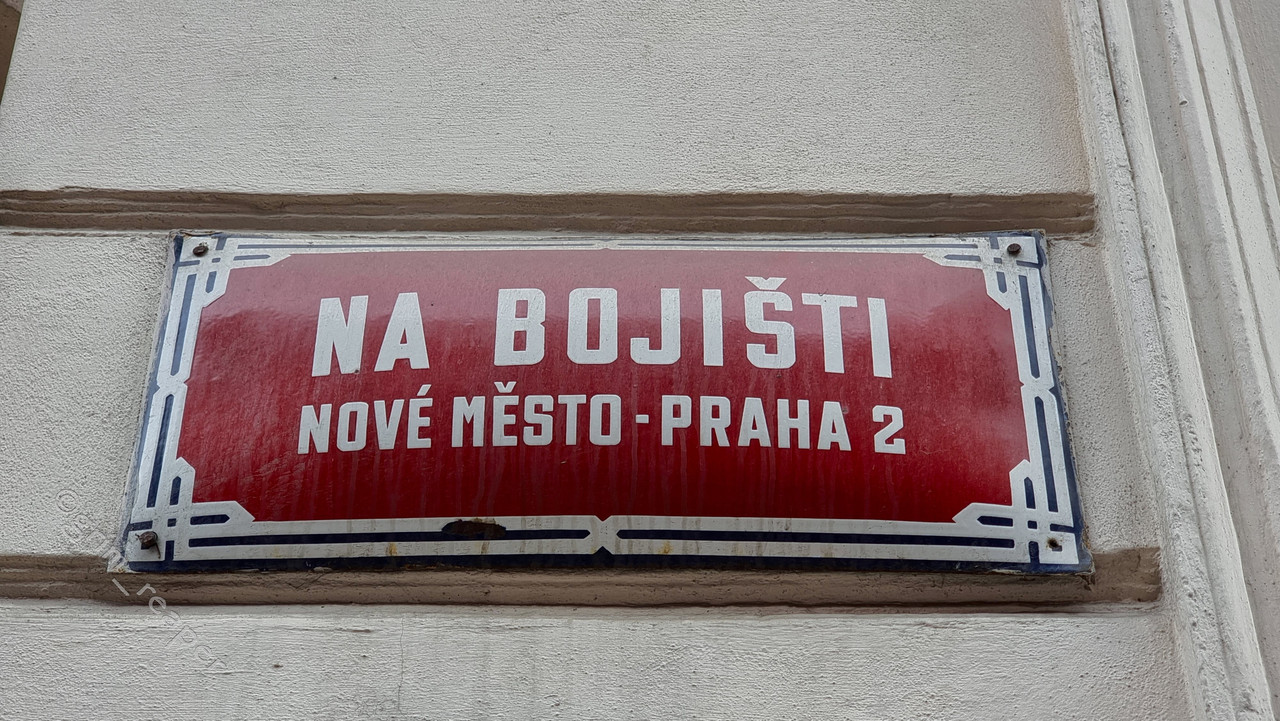 NA BOJIŠTI
NOVÉ MĚSTO-PRAHA 2